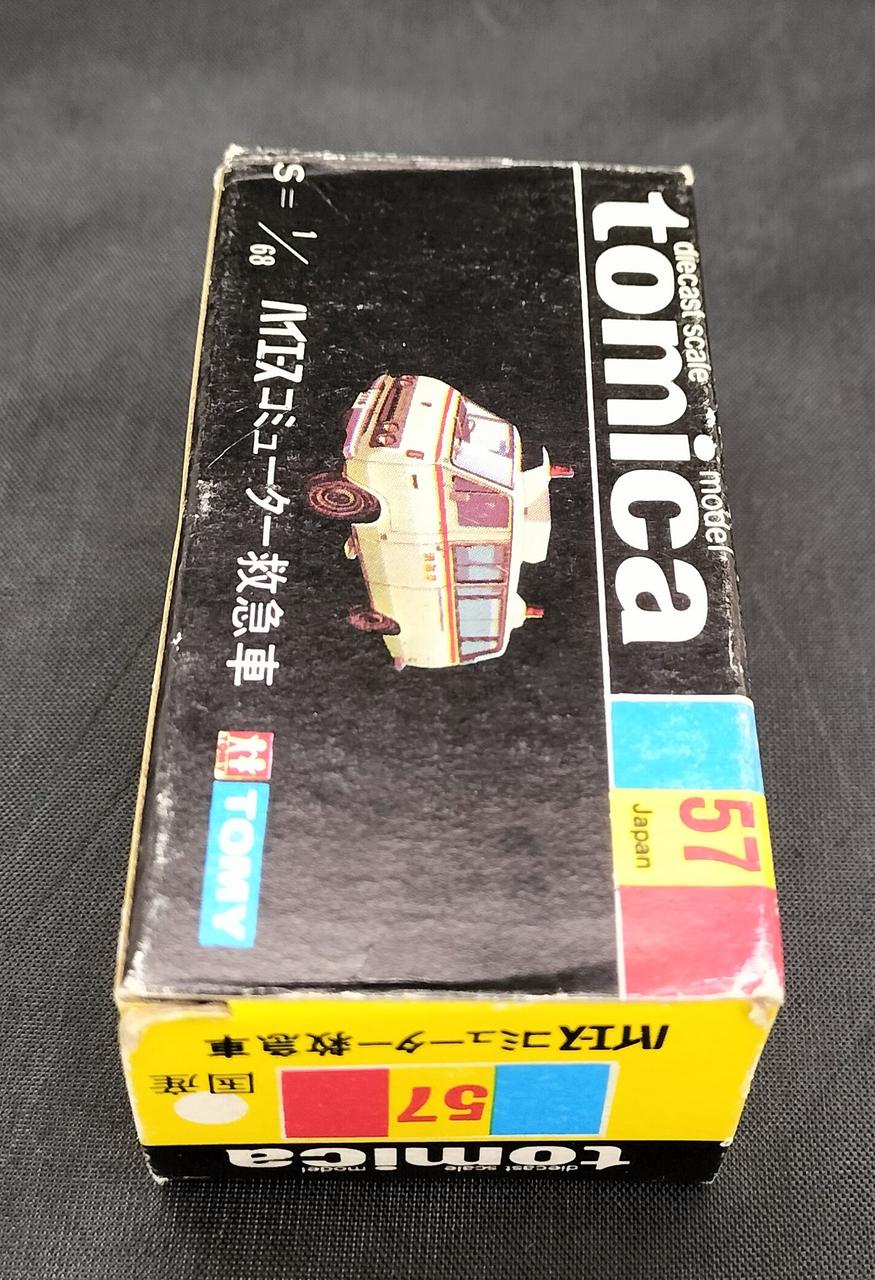 diecast scale model
tomica
57
Japan
S=1/68 ハイエースコミューター救急車
TOMY
TOMY
ハイエースコミューター救急車
国産
57
diecast scale model
tomica